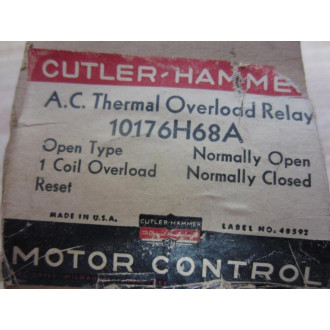 CUTLER-HAMMER
A.C. Thermal Overload Relay
10176H68A
Open Type Normally Open
1 Coil Overload Normally Closed
Reset
MADE IN U.S.A. CUTLER-HAMMER LABEL NO. 48592
MOTOR CONTROL